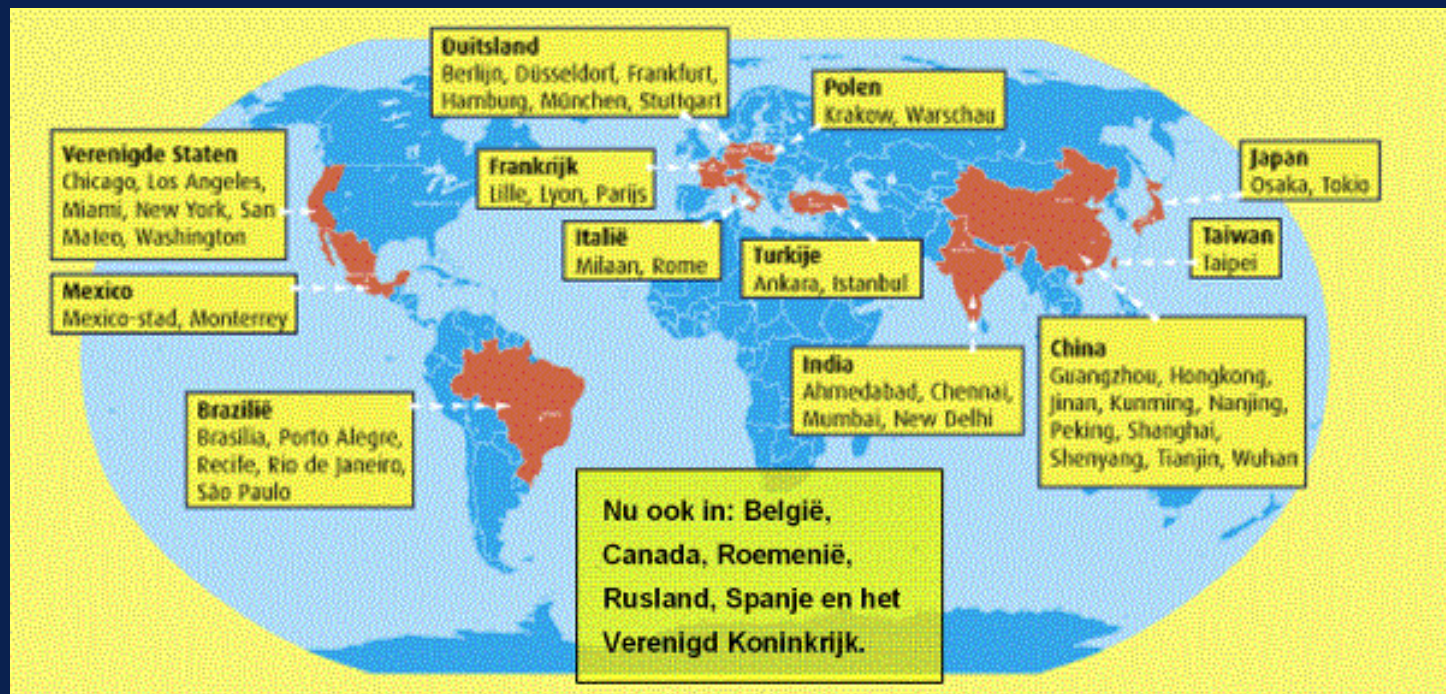 Duitsland
Berlijn, Düsseldorf, Frankfurt,
Hamburg, München, Stuttgart
Polen
Krakow, Warschau
Verenigde Staten
Chicago, Los Angeles,
Miami, New York, San
Mateo, Washington
Frankrijk
Lille, Lyon, Parijs
Japan
Osaka, Tokio
Italië
Milaan, Rome
Turkije
Ankara, Istanbul
Taiwan
Taipei
Mexico
Mexico-stad, Monterrey
Brazilië
Brasília, Porto Alegre,
Recife, Rio de Janeiro,
São Paulo
India
Ahmedabad, Chennai,
Mumbai, New Delhi
China
Guangzhou, Hongkong,
Jinan, Kunming, Nanjing,
Peking, Shanghai,
Shenyang, Tianjin, Wuhan
Nu ook in: België,
Canada, Roemenië,
Rusland, Spanje en het
Verenigd Koninkrijk.